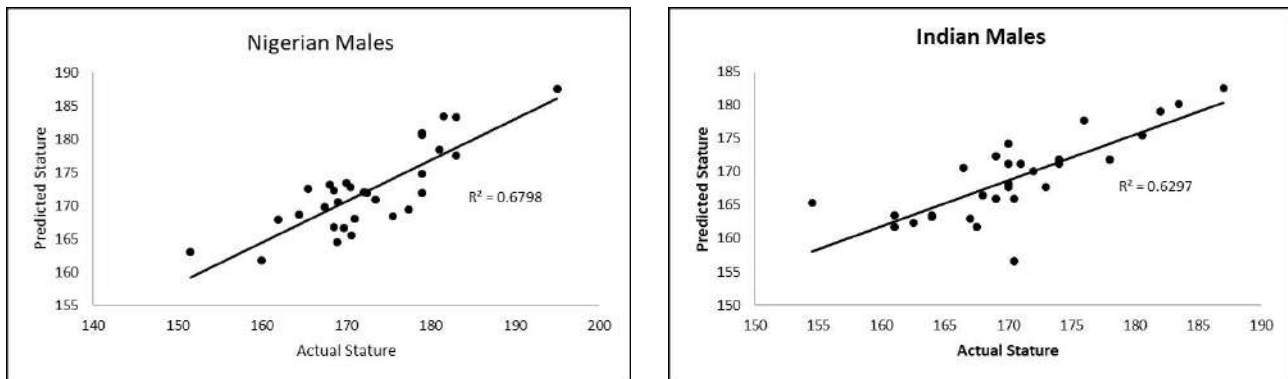 Nigerian Males
190
185
180
175
170
165
160
155
Predicted Stature
R² = 0.6798
140 150 160 170 180 190 200
Actual Stature
Indian Males
185
180
175
170
165
160
155
150
Predicted Stature
R² = 0.6297
150 155 160 165 170 175 180 185 190
Actual Stature